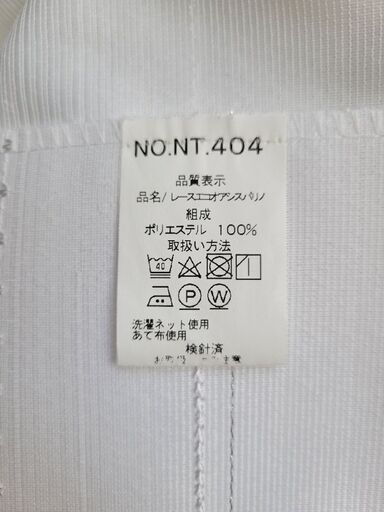 NO.NT.404
品質表示
品名/レースエコオアシスパリノ
組成
ポリエステル 100%
取扱い方法
40
P W
洗濯ネット使用
あて布使用
検針済